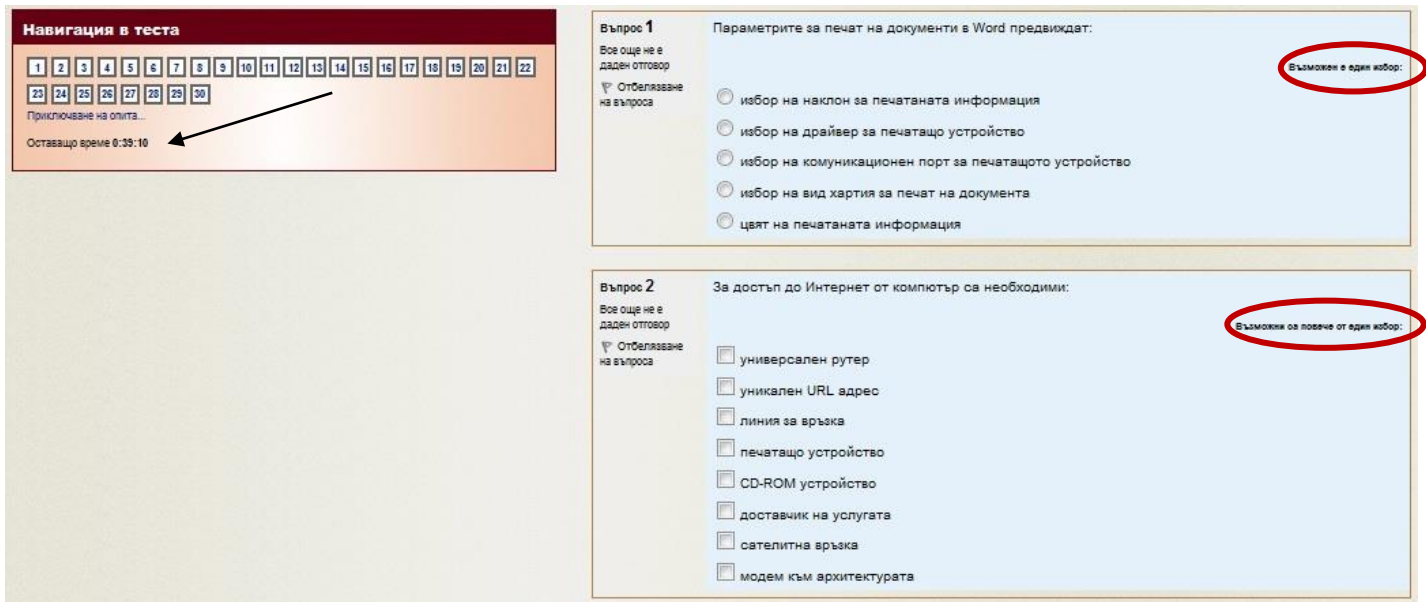 Навигация в теста
1 2 3 4 5 6 7 8 9 10 11 12 13 14 15 16 17 18 19 20 21 22
23 24 25 26 27 28 29 30
Приключване на опита...
Оставащо време 0:39:10
Въпрос 1
Все още не е
даден отговор
Отбелязване
на въпроса
Параметрите за печат на документи в Word предвиждат:
Възможен е един избор:
избор на наклон за печатаната информация
избор на драйвер за печатащо устройство
избор на комуникационен порт за печатащото устройство
избор на вид хартия за печат на документа
цвят на печатаната информация
Въпрос 2
Все още не е
даден отговор
Отбелязване
на въпроса
За достъп до Интернет от компютър са необходими:
Възможни са повече от един избор:
универсален рутер
уникален URL адрес
линия за връзка
печатащо устройство
CD-ROM устройство
доставчик на услугата
сателитна връзка
модем към архитектурата